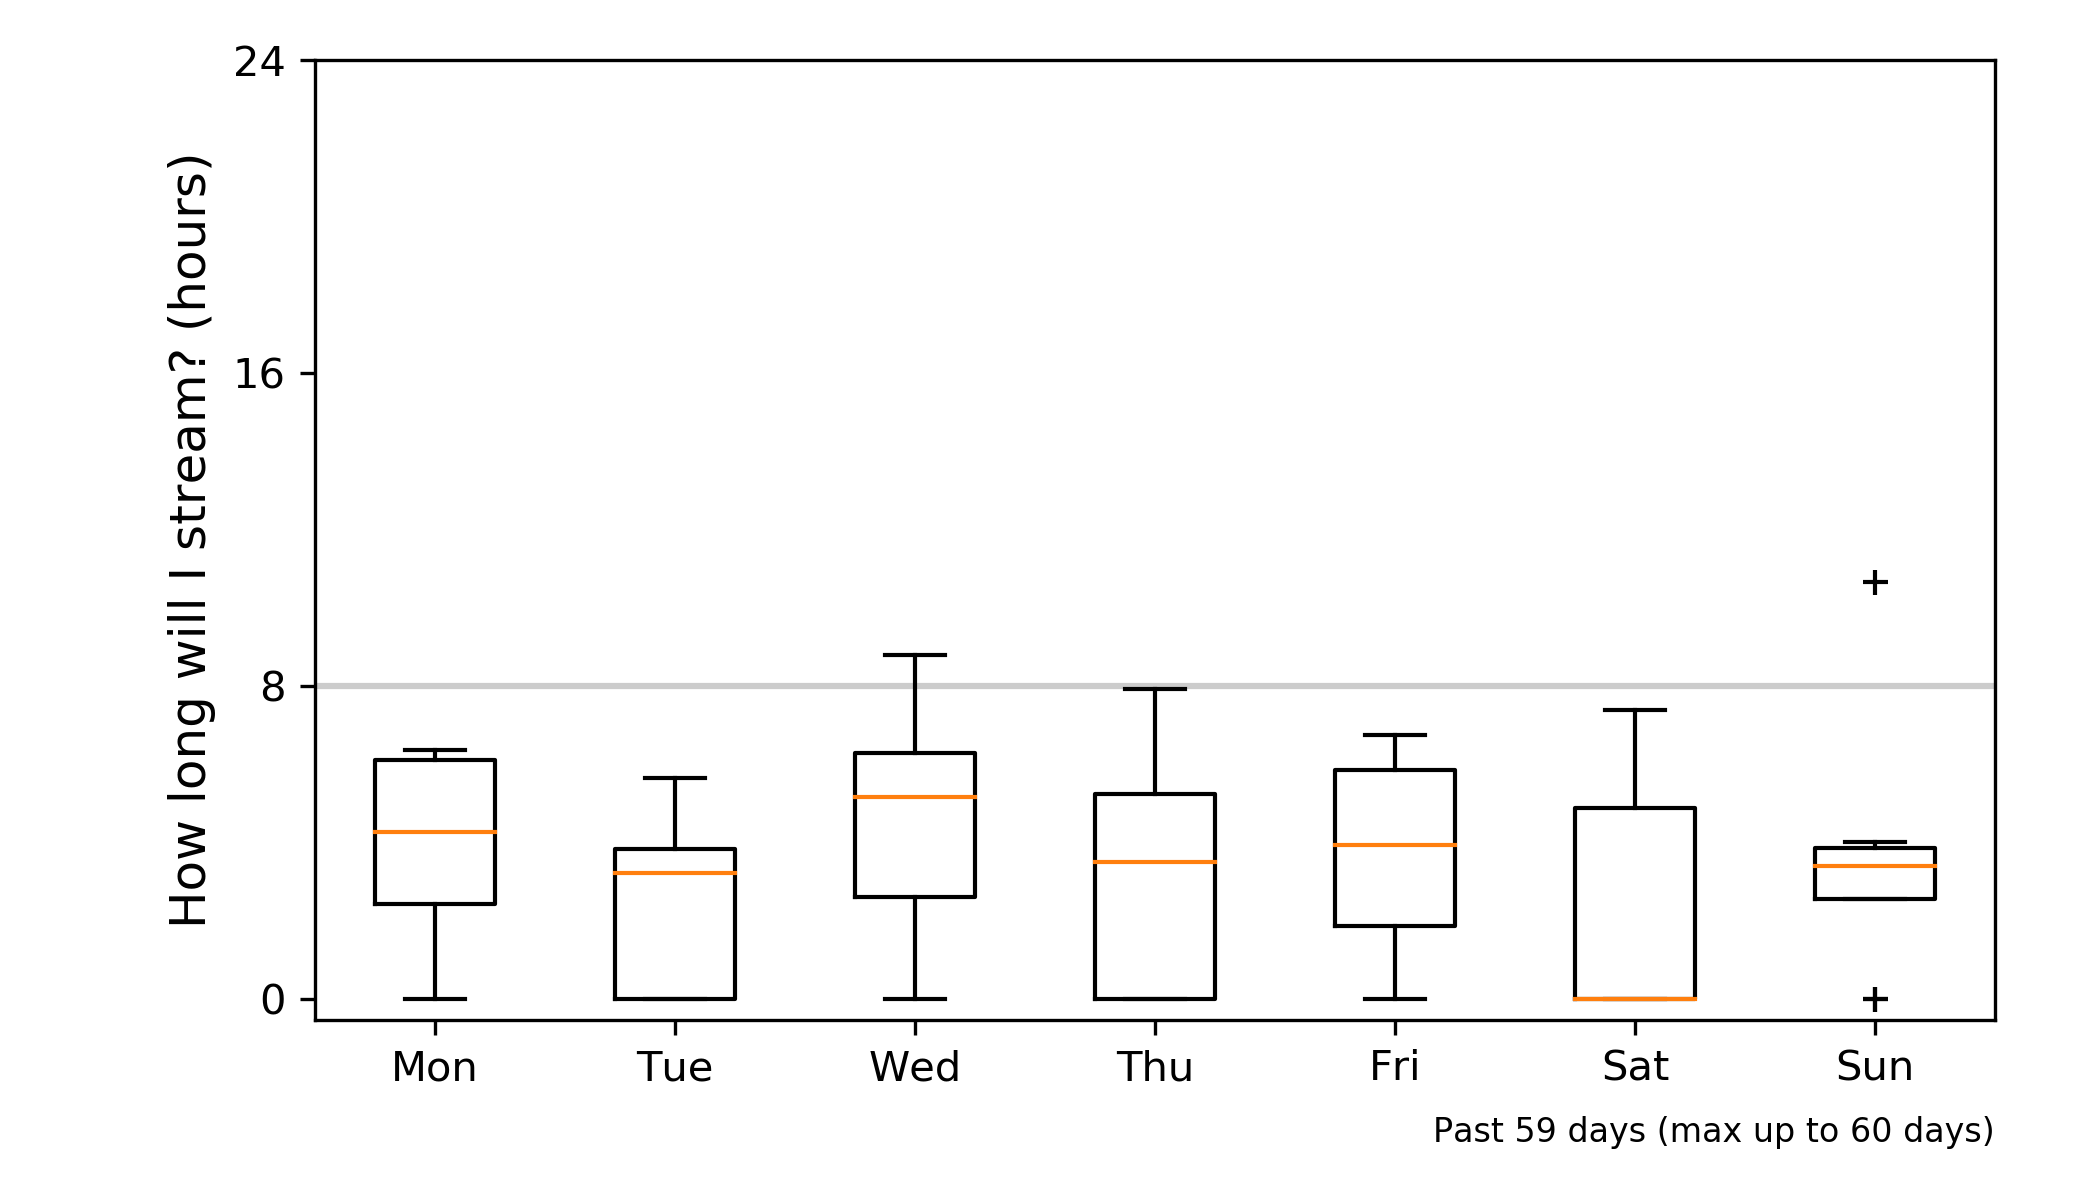 How long will I stream? (hours)
24
16
8
0
Mon Tue Wed Thu Fri Sat Sun
Past 59 days (max up to 60 days)